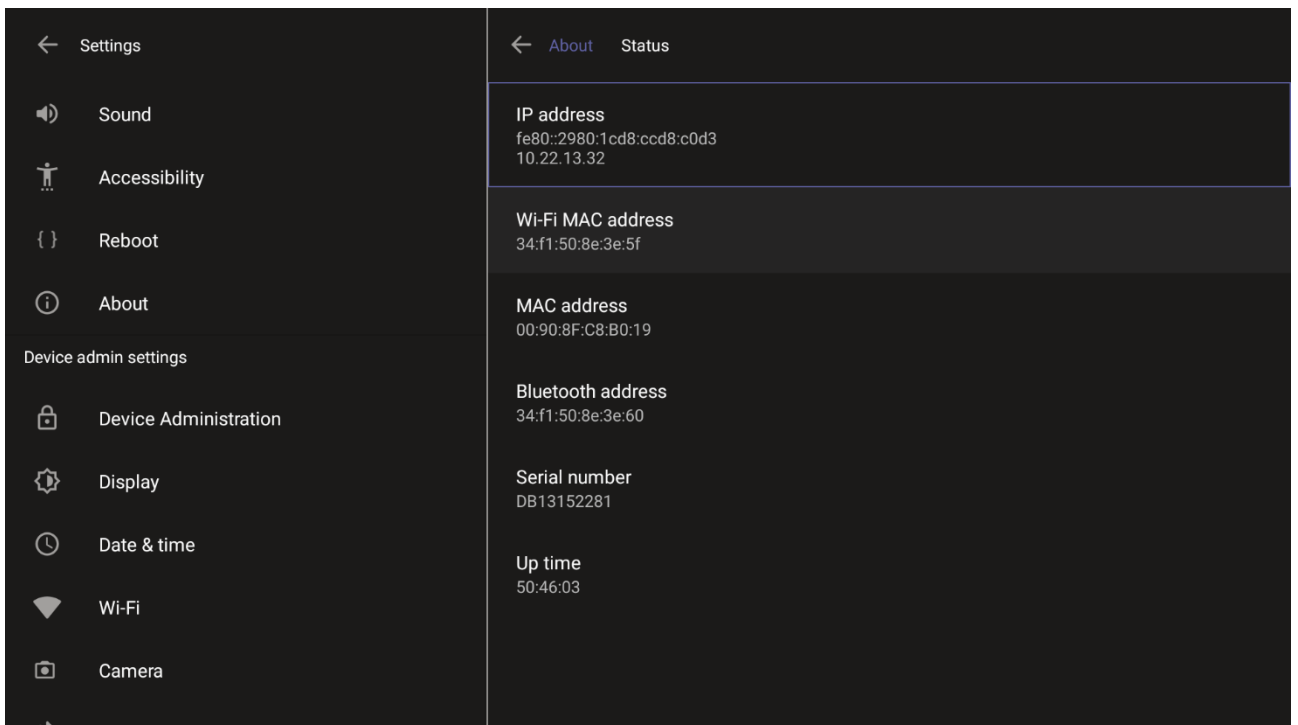 Settings
Sound
Accessibility
{ } Reboot
About
Device admin settings
Device Administration
Display
Date & time
Wi-Fi
Camera
About Status
IP address
fe80::2980:1cd8:ccd8:c0d3
10.22.13.32
Wi-Fi MAC address
34:f1:50:8e:3e:5f
MAC address
00:90:8F:C8:B0:19
Bluetooth address
34:f1:50:8e:3e:60
Serial number
DB13152281
Up time
50:46:03